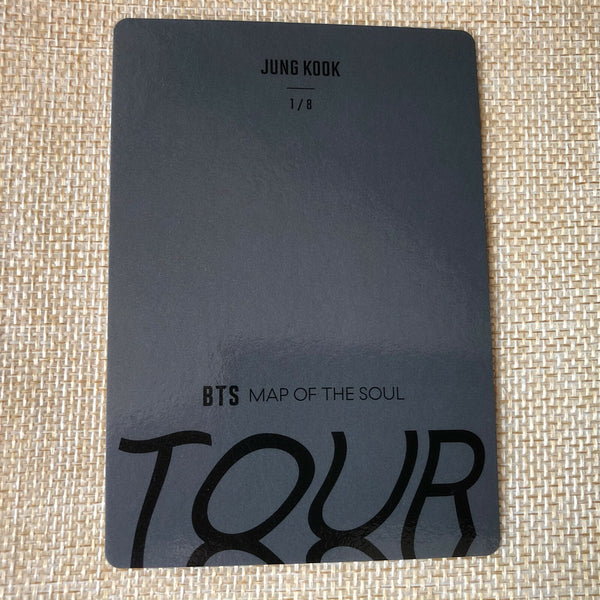 JUNG KOOK
1/8
BTS MAP OF THE SOUL
TOUR